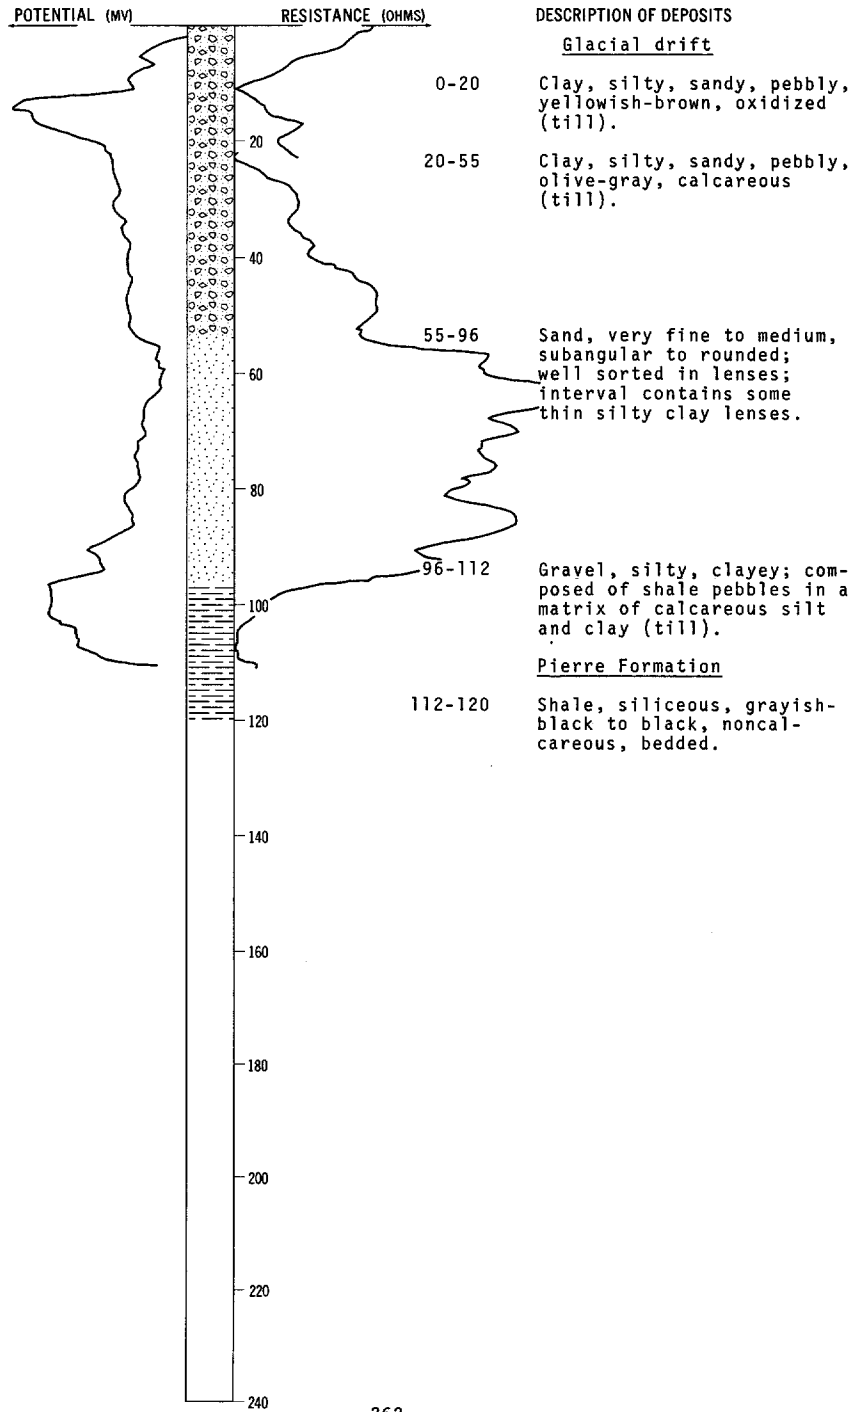 POTENTIAL (MV) RESISTANCE (OHMS) DESCRIPTION OF DEPOSITS
Glacial drift
0-20 Clay, silty, sandy, pebbly,
yellowish-brown, oxidized
(till).
20
20-55 Clay, silty, sandy, pebbly,
olive-gray, calcareous
(till).
40
55-96 Sand, very fine to medium,
subangular to rounded;
60 well sorted in lenses;
interval contains some
thin silty clay lenses.
80
96-112 Gravel, silty, clayey; com-
posed of shale pebbles in a
100 matrix of calcareous silt
and clay (till).
Pierre Formation
112-120 Shale, siliceous, grayish-
120 black to black, noncal-
careous, bedded.
140
160
180
200
220
240